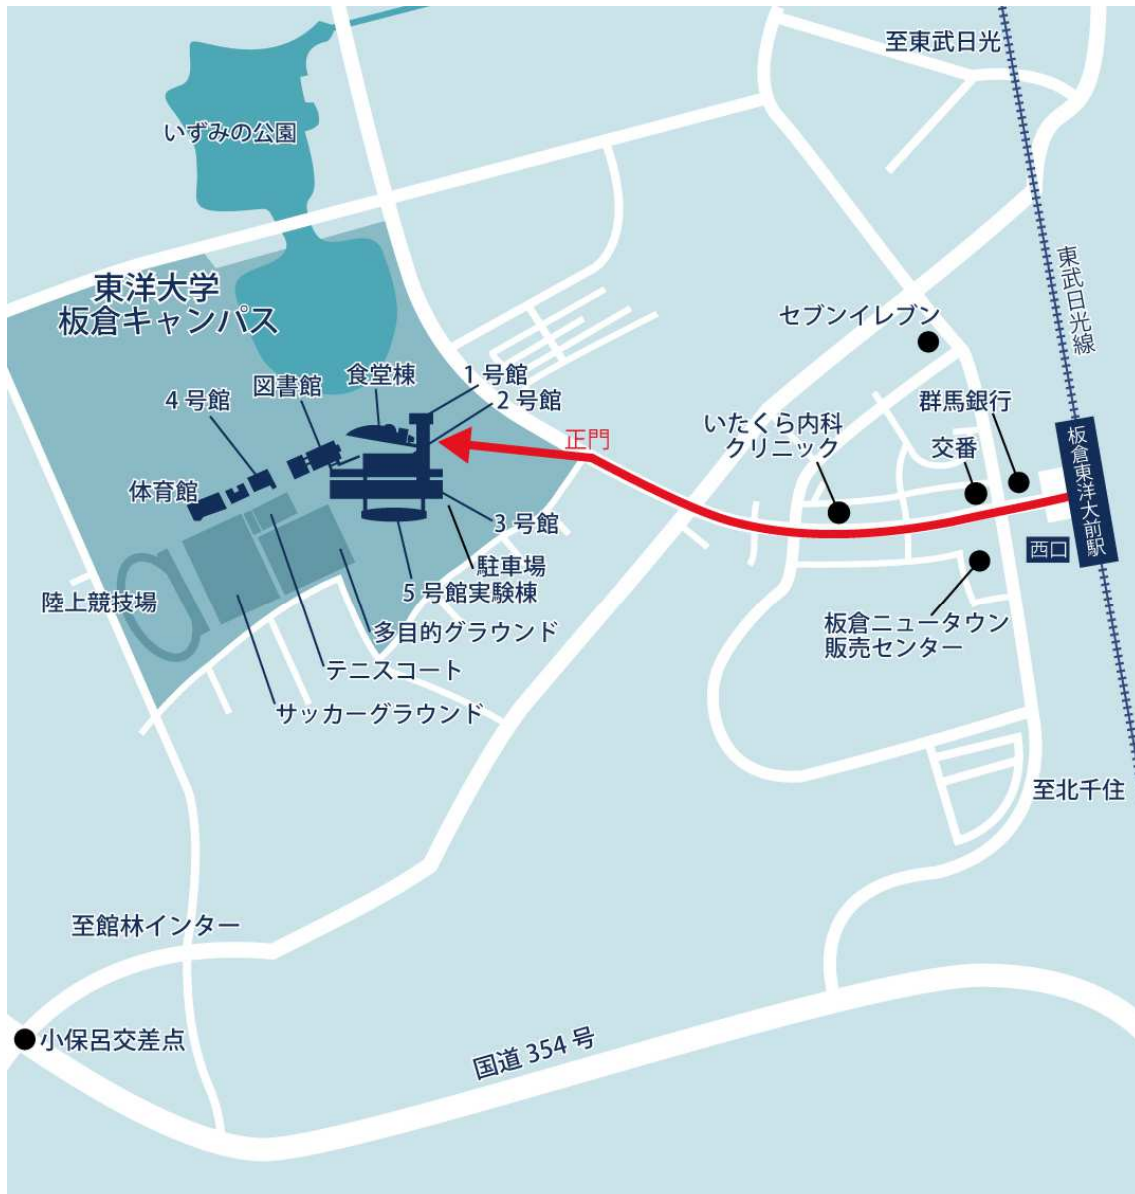 至東武日光
いずみの公園
東武日光線
東洋大学
板倉キャンパス
セブンイレブン
食堂棟
1 号館
図書館
2 号館
4 号館
群馬銀行
いたくら内科
クリニック
正門
交番
板倉東洋大前駅
体育館
3 号館
西口
駐車場
5 号館実験棟
陸上競技場
多目的グラウンド
板倉ニュータウン
販売センター
テニスコート
サッカーグラウンド
至北千住
至館林インター
小保呂交差点
国道 354 号